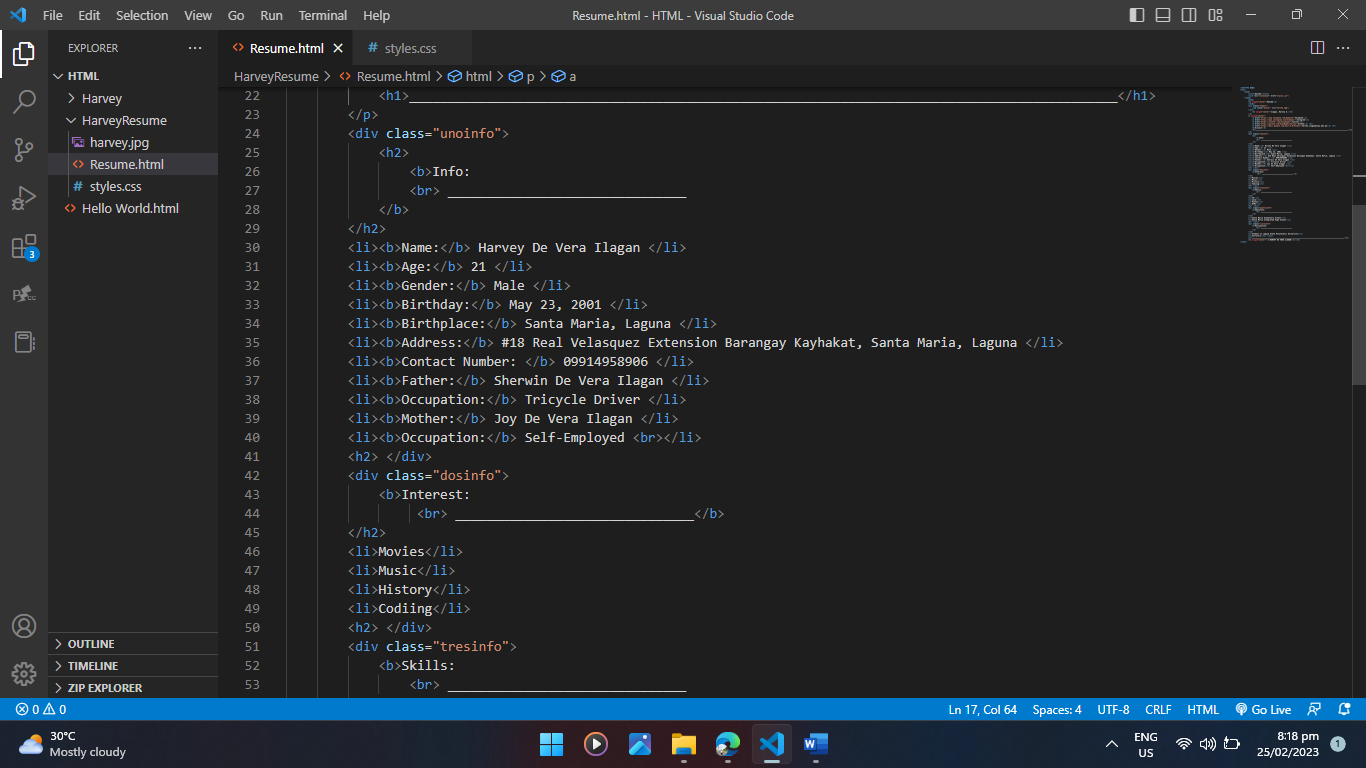 File Edit Selection View Go Run Terminal Help
Resume.html - HTML - Visual Studio Code
EXPLORER
HTML
Harvey
HarveyResume
harvey.jpg
Resume.html
styles.css
Hello World.html
3
OUTLINE
TIMELINE
ZIP EXPLORER
Resume.html styles.css
HarveyResume > Resume.html > html > p > a
22 <h1>____________________________________________________________________________________________</h1>
23 </p>
24 <div class="unoinfo">
25 <h2>
26 <b>Info:
27 <br> _______________________________
28 </b>
29 </h2>
30 <li><b>Name:</b> Harvey De Vera Ilagan </li>
31 <li><b>Age:</b> 21 </li>
32 <li><b>Gender:</b> Male </li>
33 <li><b>Birthday:</b> May 23, 2001 </li>
34 <li><b>Birthplace:</b> Santa Maria, Laguna </li>
35 <li><b>Address:</b> #18 Real Velasquez Extension Barangay Kayhakat, Santa Maria, Laguna </li>
36 <li><b>Contact Number: </b> 09914958906 </li>
37 <li><b>Father:</b> Sherwin De Vera Ilagan </li>
38 <li><b>Occupation:</b> Tricycle Driver </li>
39 <li><b>Mother:</b> Joy De Vera Ilagan </li>
40 <li><b>Occupation:</b> Self-Employed <br></li>
41 <h2> </div>
42 <div class="dosinfo">
43 <b>Interest:
44 <br> _______________________________</b>
45 </h2>
46 <li>Movies</li>
47 <li>Music</li>
48 <li>History</li>
49 <li>Codiing</li>
50 <h2> </div>
51 <div class="tresinfo">
52 <b>Skills:
53 <br> _______________________________
0 0 Ln 17, Col 64 Spaces: 4 UTF-8 CRLF HTML Go Live
30°C
Mostly cloudy
ENG
US
8:18 pm
25/02/2023
1